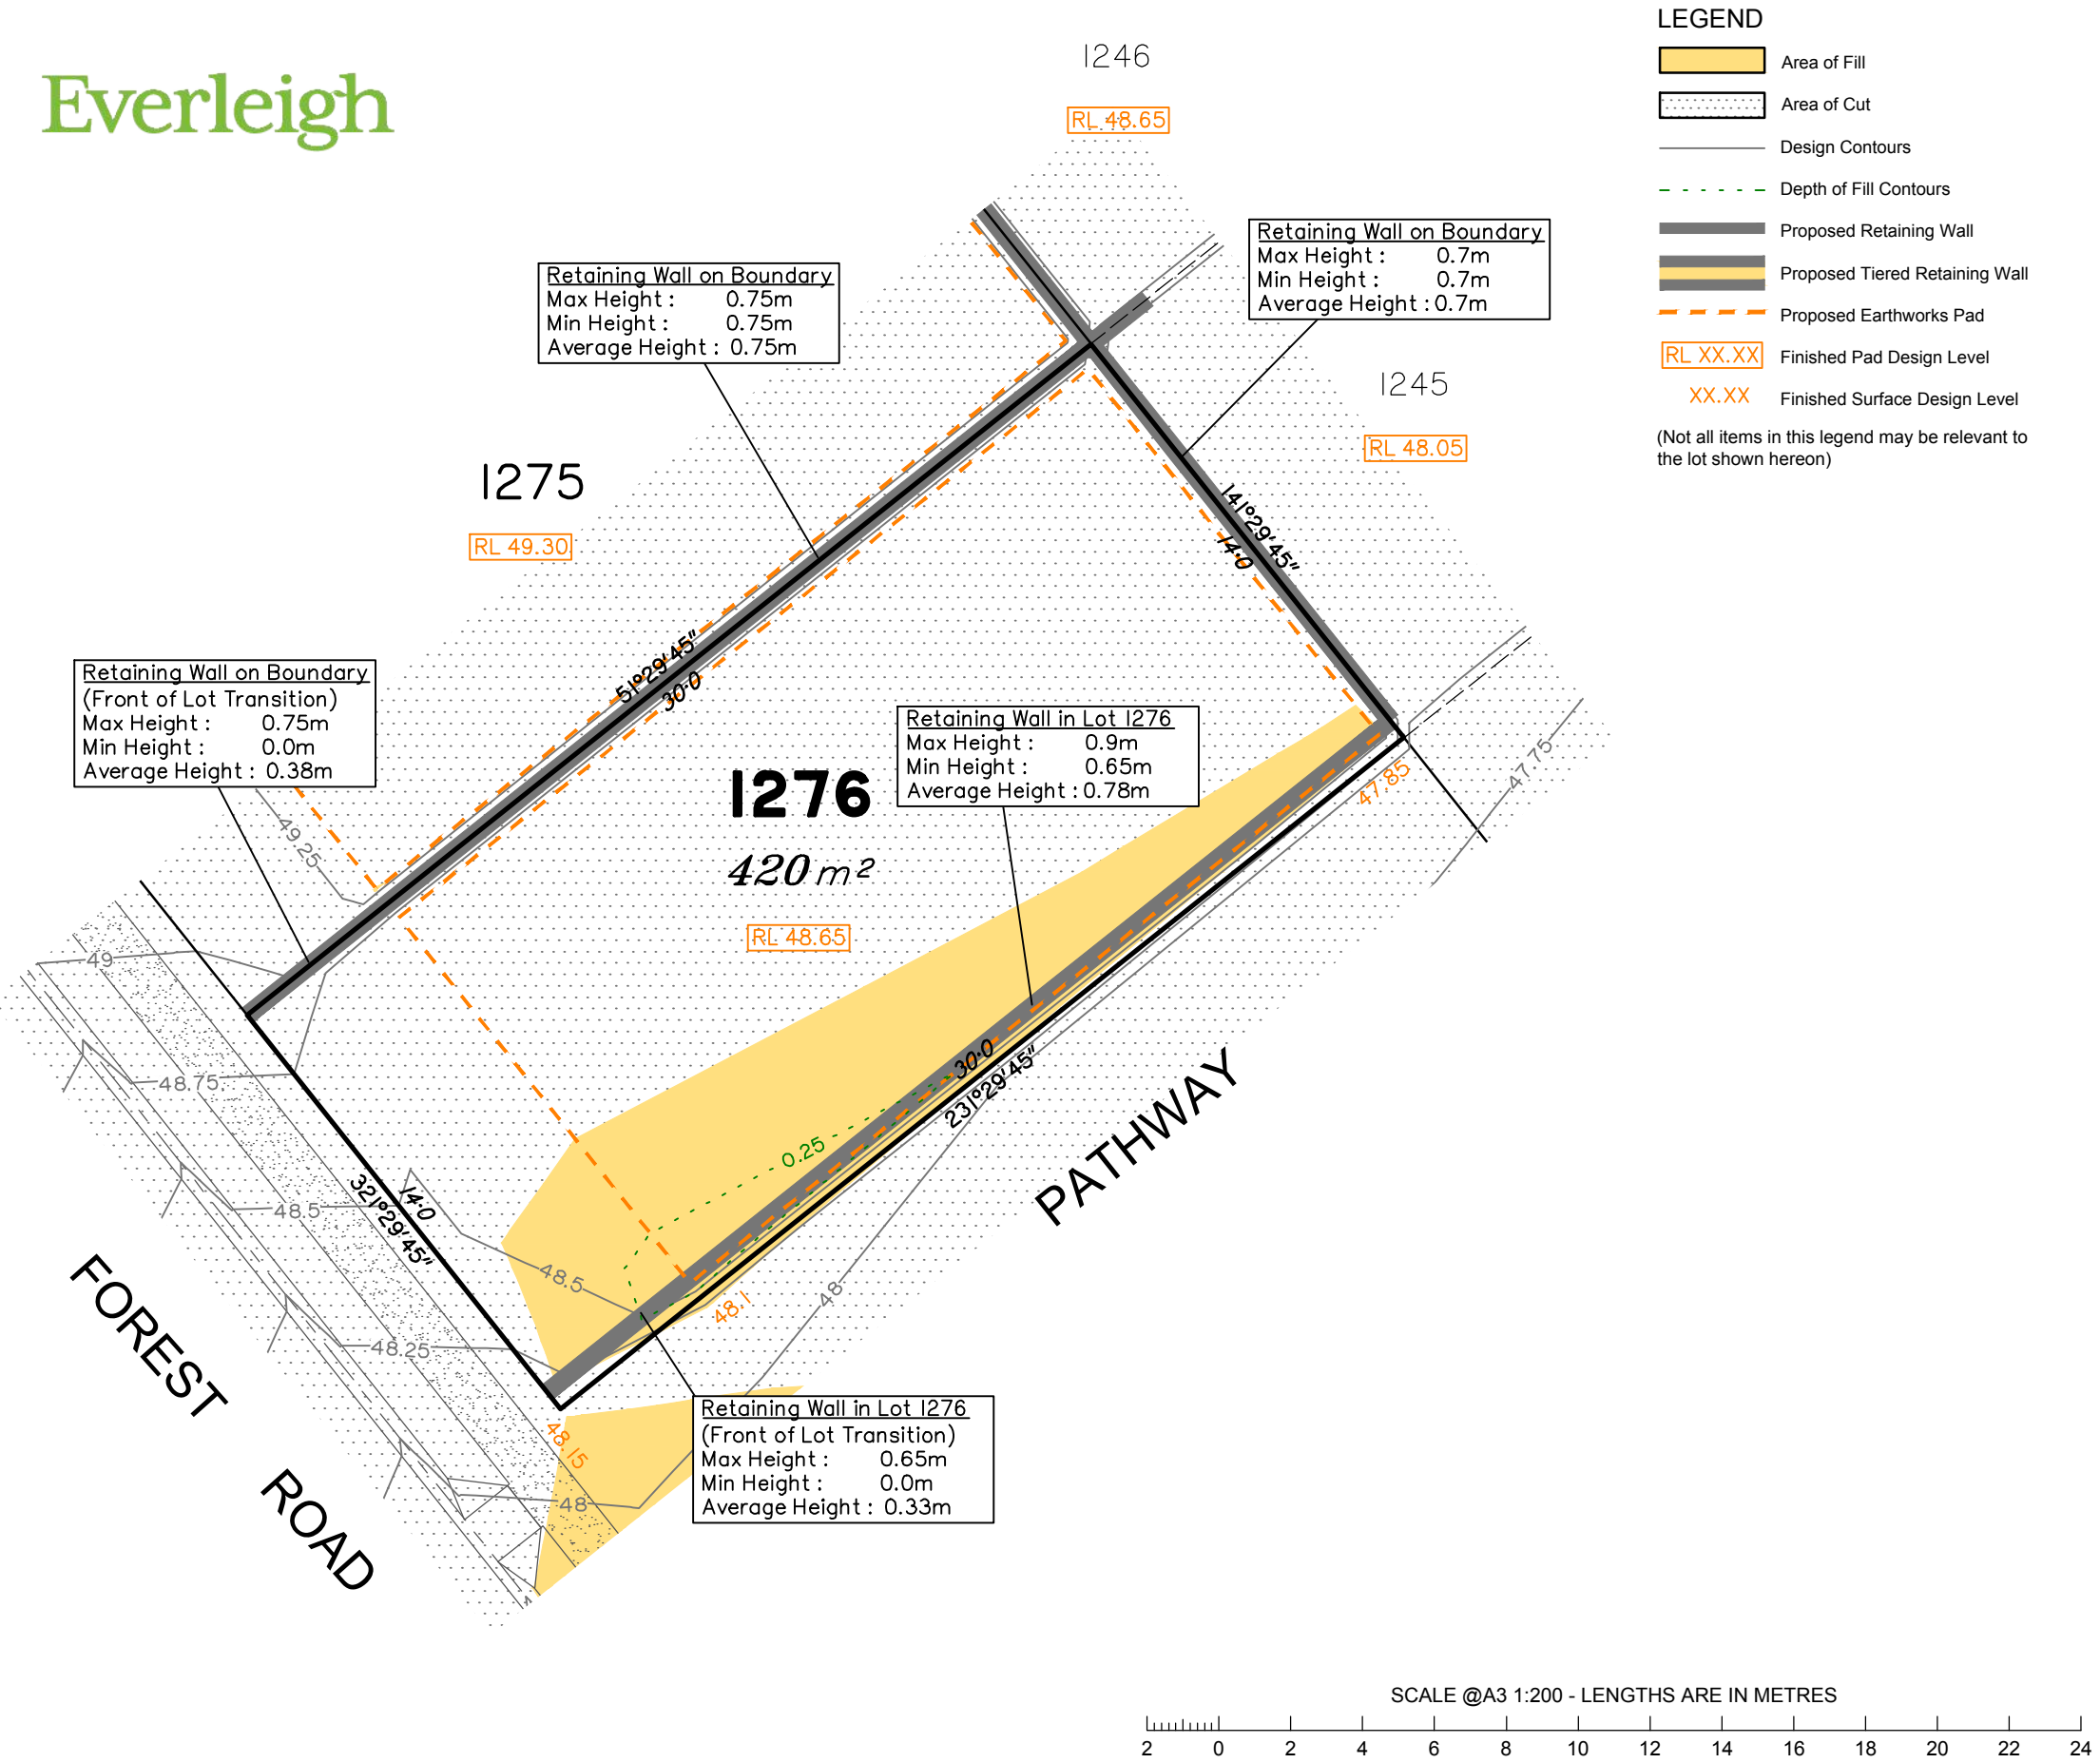 Everleigh
LEGEND
Area of Fill
Area of Cut
Design Contours
Depth of Fill Contours
Proposed Retaining Wall
Proposed Tiered Retaining Wall
Proposed Earthworks Pad
RL XX.XX
Finished Pad Design Level
XX.XX
Finished Surface Design Level
(Not all items in this legend may be relevant to
the lot shown hereon)
1246
RL 48.65
Retaining Wall on Boundary
Max Height : 0.7m
Min Height : 0.7m
Average Height : 0.7m
Retaining Wall on Boundary
Max Height : 0.75m
Min Height : 0.75m
Average Height : 0.75m
1245
RL 48.05
1275
RL 49.30
141°29'45"
14.0
51°29'45"
30.0
Retaining Wall on Boundary
(Front of Lot Transition)
Max Height : 0.75m
Min Height : 0.0m
Average Height : 0.38m
Retaining Wall in Lot 1276
Max Height : 0.9m
Min Height : 0.65m
Average Height : 0.78m
1276
420 m²
RL 48.65
47.85
47.75
49.25
49
48.75
48.5
48.25
48
321°29'45"
14.0
48.5
0.25
30.0
231°29'45"
48.1
48
48.15
PATHWAY
FOREST
ROAD
Retaining Wall in Lot 1276
(Front of Lot Transition)
Max Height : 0.65m
Min Height : 0.0m
Average Height : 0.33m
SCALE @A3 1:200 - LENGTHS ARE IN METRES
2 0 2 4 6 8 10 12 14 16 18 20 22 24